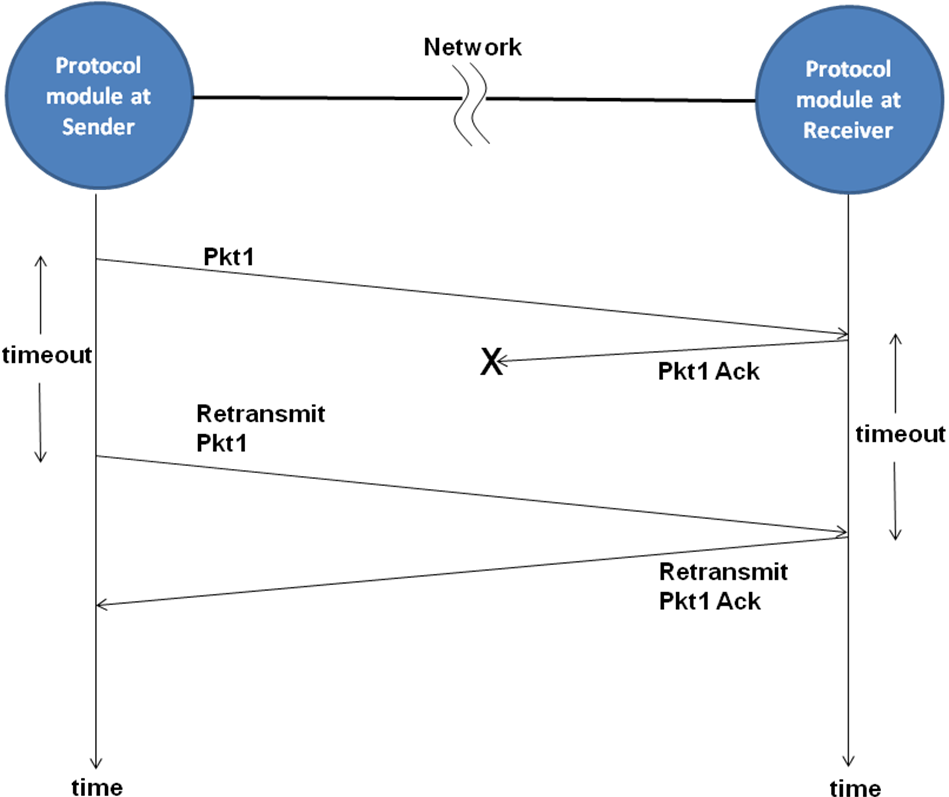 Protocol
module at
Sender
Network
Protocol
module at
Receiver
Pkt1
timeout
Pkt1 Ack
X
Retransmit
Pkt1
timeout
Retransmit
Pkt1 Ack
time
time